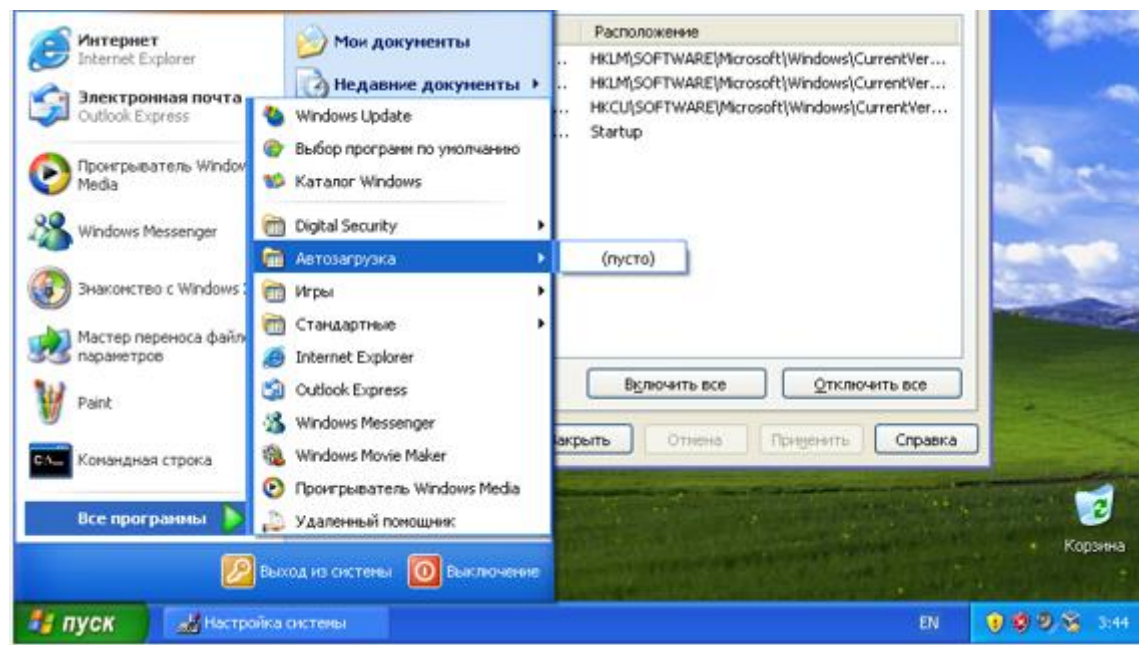 Интернет
Internet Explorer
Электронная почта
Outlook Express
Проигрыватель Window
Media
Windows Messenger
Знакомство с Windows
Мастер переноса файло
параметров
Paint
C:\
Командная строка
Все программы
Мои документы
Недавние документы
Windows Update
Выбор программ по умолчанию
Каталог Windows
Digital Security
Автозагрузка
Игры
Стандартные
Internet Explorer
Outlook Express
Windows Messenger
Windows Movie Maker
Проигрыватель Windows Media
Удаленный помощник
(пусто)
Расположение
.. HKLM\SOFTWARE\Microsoft\Windows\CurrentVer...
.. HKLM\SOFTWARE\Microsoft\Windows\CurrentVer...
... HKCU\SOFTWARE\Microsoft\Windows\CurrentVer...
... Startup
Включить все
Отключить все
акрыть
Отмена
Применить
Справка
Корзина
Выход из системы
Выключение
пуск
Настройка системы
EN
3:44